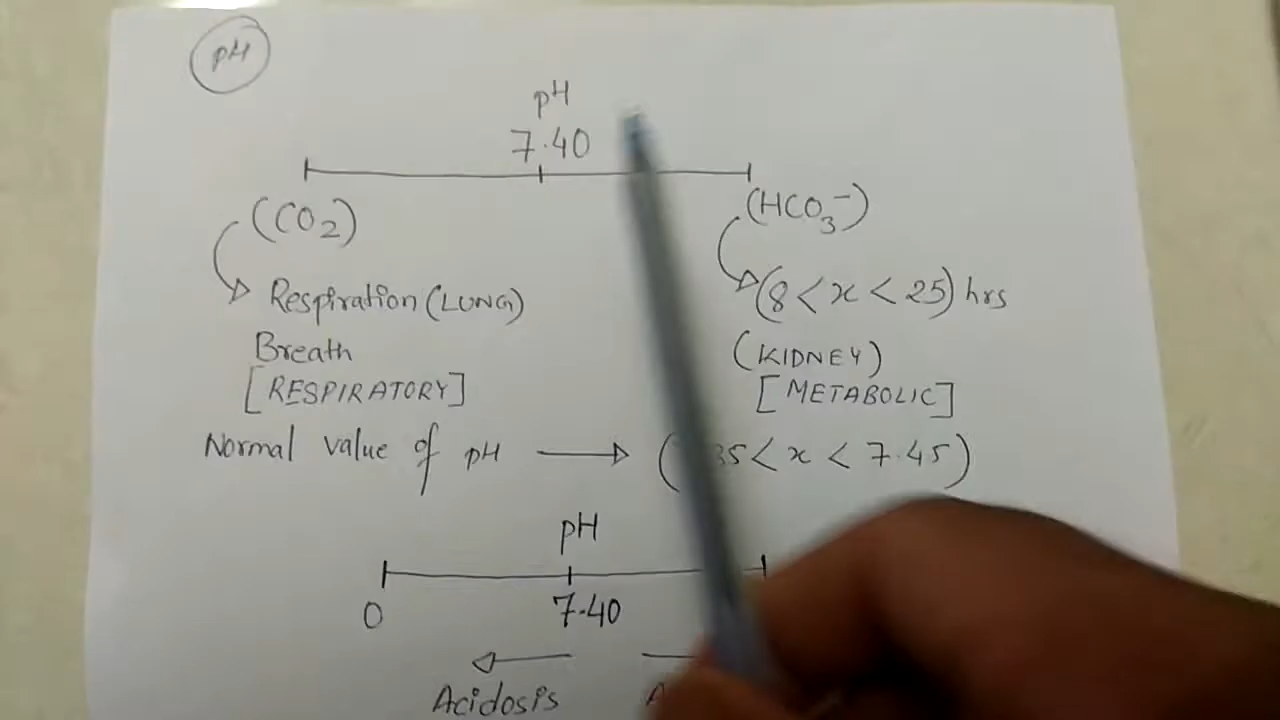 pH
pH
7.40
(CO₂) (HCO₃⁻)
Respiration (LUNG) (8 < x < 25) hrs
Breath (KIDNEY)
[RESPIRATORY] [METABOLIC]
Normal value of pH → ( 35 < x < 7.45)
pH
0 7.40
Acidosis